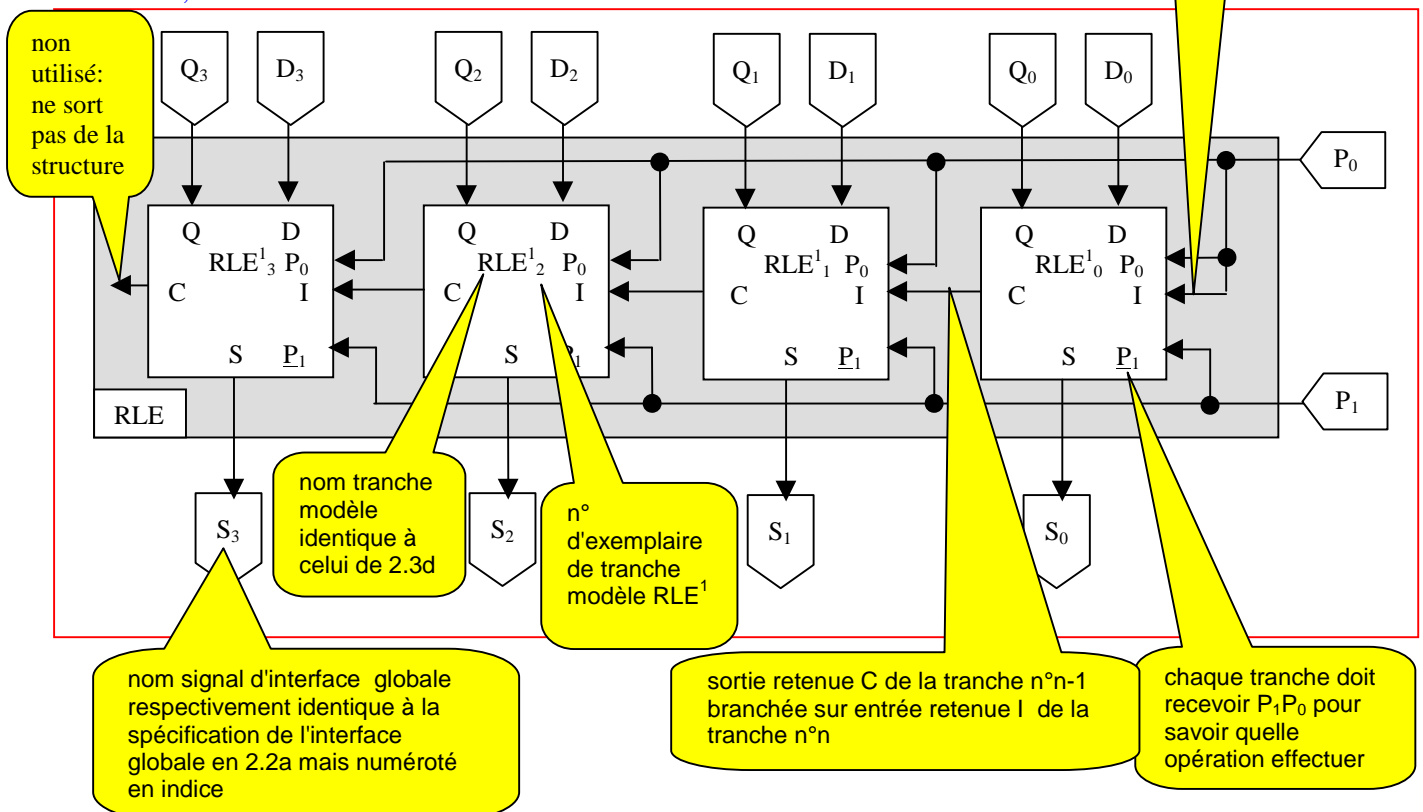 non
utilisé:
ne sort
pas de la
structure
Q₃ D₃ Q₂ D₂ Q₁ D₁ Q₀ D₀
P₀
Q D Q D Q D Q D
RLE¹₃ P₀ RLE¹₂ P₀ RLE¹₁ P₀ RLE¹₀ P₀
C I C I C I C I
S P₁ S ₁ S P₁ S P₁
RLE
P₁
S₃ S₂ S₁ S₀
nom tranche
modèle
identique à
celui de 2.3d
n°
d'exemplaire
de tranche
modèle RLE¹
nom signal d'interface globale
respectivement identique à la
spécification de l'interface
globale en 2.2a mais numéroté
en indice
sortie retenue C de la tranche n°n-1
branchée sur entrée retenue I de la
tranche n°n
chaque tranche doit
recevoir P₁P₀ pour
savoir quelle
opération effectuer